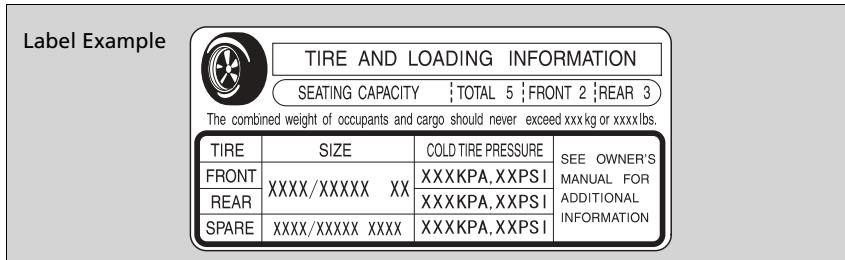 Label Example
TIRE AND LOADING INFORMATION
SEATING CAPACITY TOTAL 5 FRONT 2 REAR 3
The combined weight of occupants and cargo should never exceed xxx kg or xxxx lbs.
TIRE SIZE COLD TIRE PRESSURE SEE OWNER'S MANUAL FOR ADDITIONAL INFORMATION
FRONT XXXX/XXXXX XX XXXKPA,XXPSI
REAR XXXKPA,XXPSI
SPARE XXXX/XXXXX XXXX XXXKPA,XXPSI